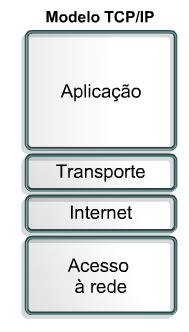 Modelo TCP/IP
Aplicação
Transporte
Internet
Acesso
à rede